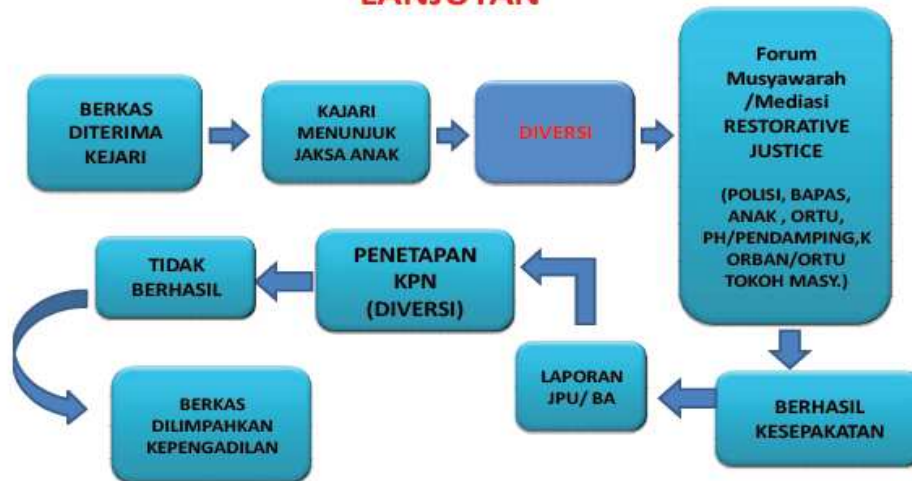 LANJUTAN
BERKAS
DITERIMA
KEJARI
KAJARI
MENUNJUK
JAKSA ANAK
DIVERSI
Forum
Musyawarah
/Mediasi
RESTORATIVE
JUSTICE
(POLISI, BAPAS,
ANAK , ORTU,
PH/PENDAMPING,K
ORBAN/ORTU
TOKOH MASY.)
BERHASIL
KESEPAKATAN
LAPORAN
JPU/ BA
PENETAPAN
KPN
(DIVERSI)
TIDAK
BERHASIL
BERKAS
DILIMPAHKAN
KEPENGADILAN